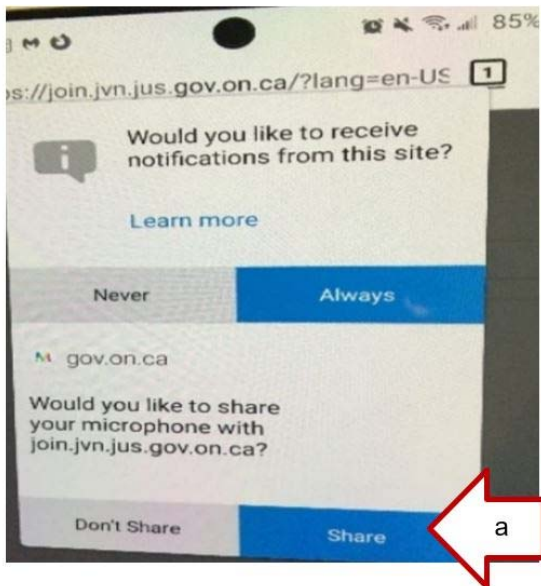 85%
s://join.jvn.jus.gov.on.ca/?lang=en-US 1
Would you like to receive
notifications from this site?
Learn more
Never Always
gov.on.ca
Would you like to share
your microphone with
join.jvn.jus.gov.on.ca?
Don't Share Share
a